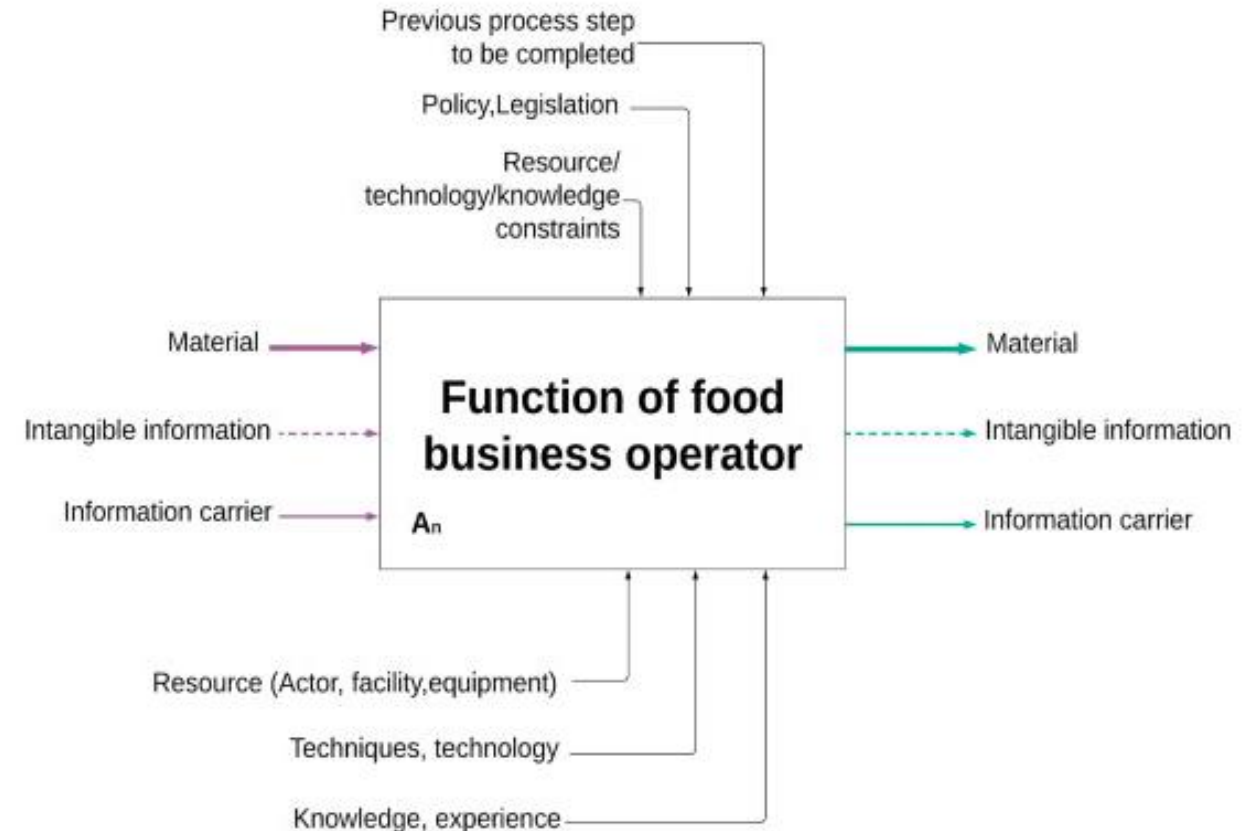 Previous process step
to be completed
Policy,Legislation
Resource/
technology/knowledge
constraints
Material
Intangible information
Information carrier
Function of food
business operator
An
Material
Intangible information
Information carrier
Resource (Actor, facility,equipment)
Techniques, technology
Knowledge, experience